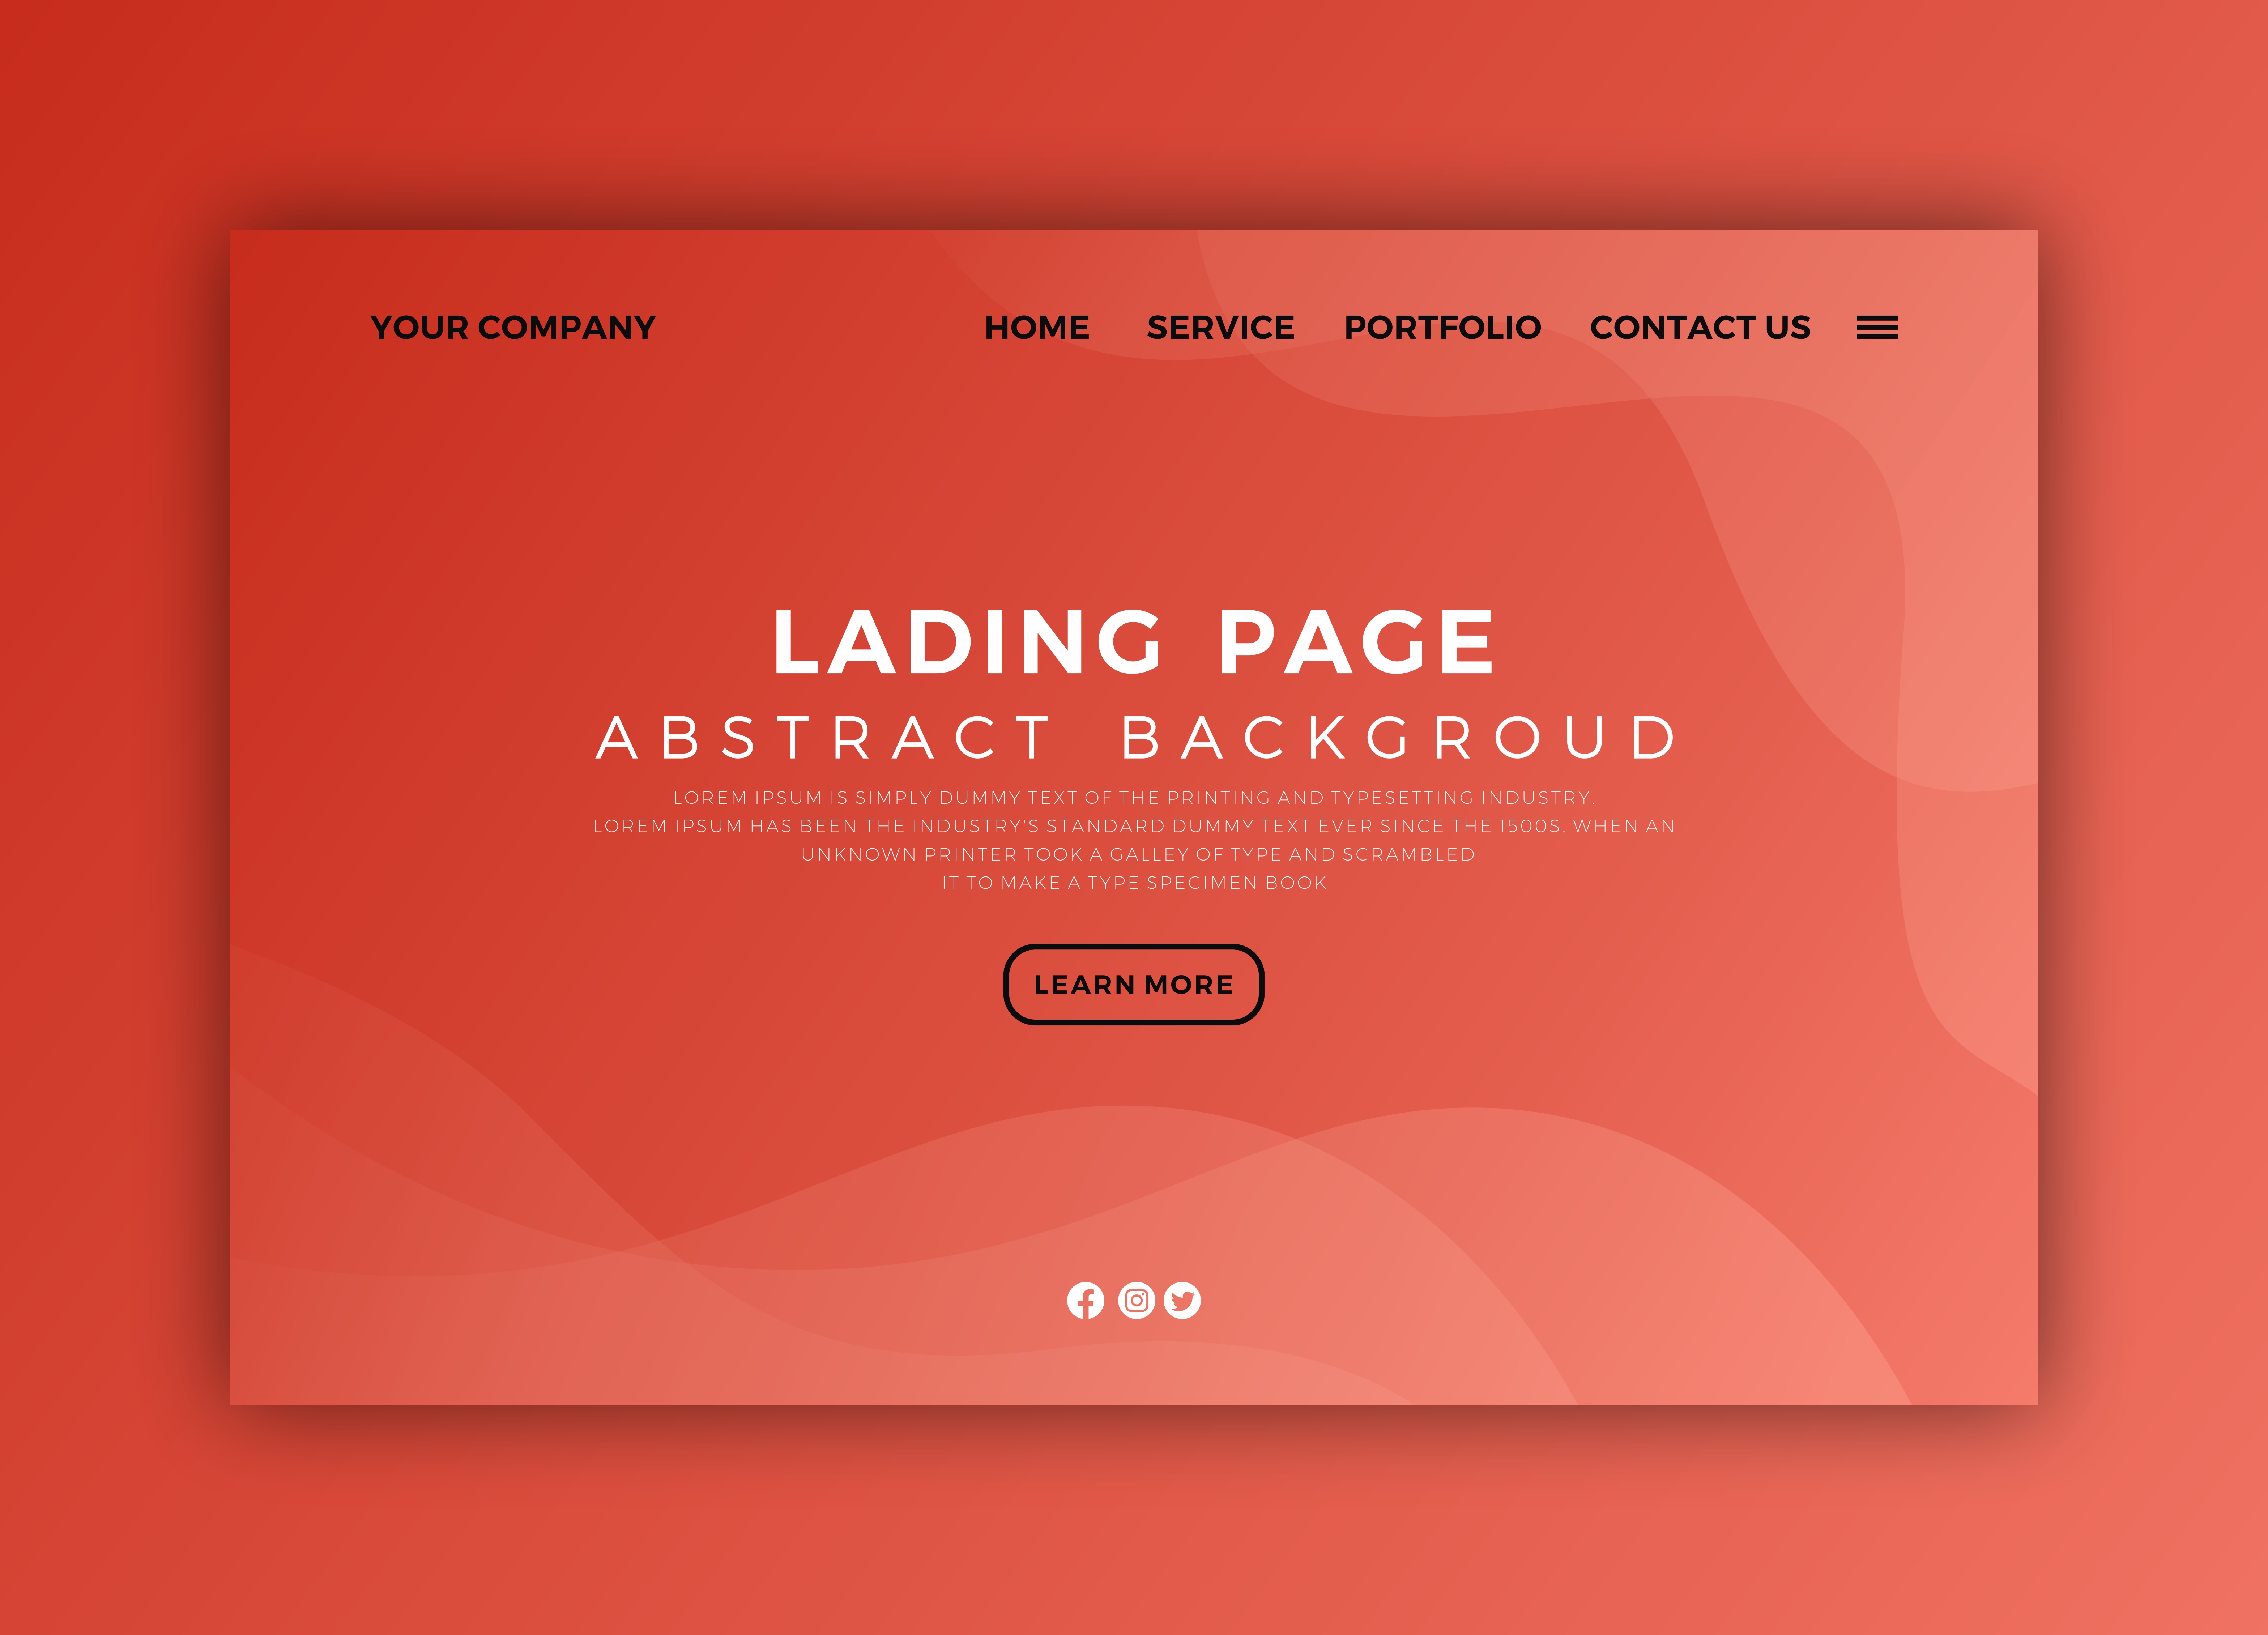 YOUR COMPANY HOME SERVICE PORTFOLIO CONTACT US
LADING PAGE
ABSTRACT BACKGROUD
LOREM IPSUM IS SIMPLY DUMMY TEXT OF THE PRINTING AND TYPESETTING INDUSTRY.
LOREM IPSUM HAS BEEN THE INDUSTRY'S STANDARD DUMMY TEXT EVER SINCE THE 1500S, WHEN AN
UNKNOWN PRINTER TOOK A GALLEY OF TYPE AND SCRAMBLED
IT TO MAKE A TYPE SPECIMEN BOOK
LEARN MORE